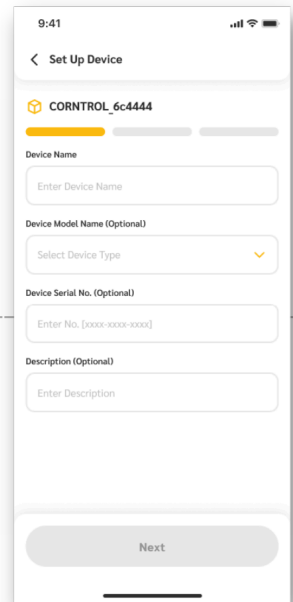 9:41
Set Up Device
CORNTROL_6c4444
Device Name
Enter Device Name
Device Model Name (Optional)
Select Device Type
Device Serial No. (Optional)
Enter No. [xxxx-xxxx-xxxx]
Description (Optional)
Enter Description
Next